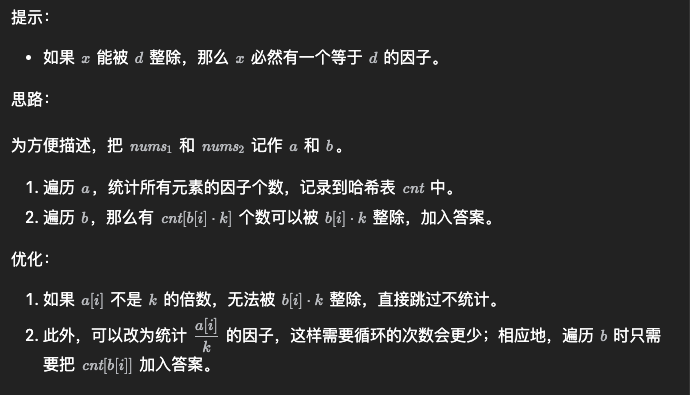 提示：
• 如果 x 能被 d 整除，那么 x 必然有一个等于 d 的因子。
思路：
为方便描述，把 nums₁ 和 nums₂ 记作 a 和 b。
1. 遍历 a，统计所有元素的因子个数，记录到哈希表 cnt 中。
2. 遍历 b，那么有 cnt[b[i]·k] 个数可以被 b[i]·k 整除，加入答案。
优化：
1. 如果 a[i] 不是 k 的倍数，无法被 b[i]·k 整除，直接跳过不统计。
2. 此外，可以改为统计 a[i]/k 的因子，这样需要循环的次数会更少；相应地，遍历 b 时只需
要把 cnt[b[i]] 加入答案。